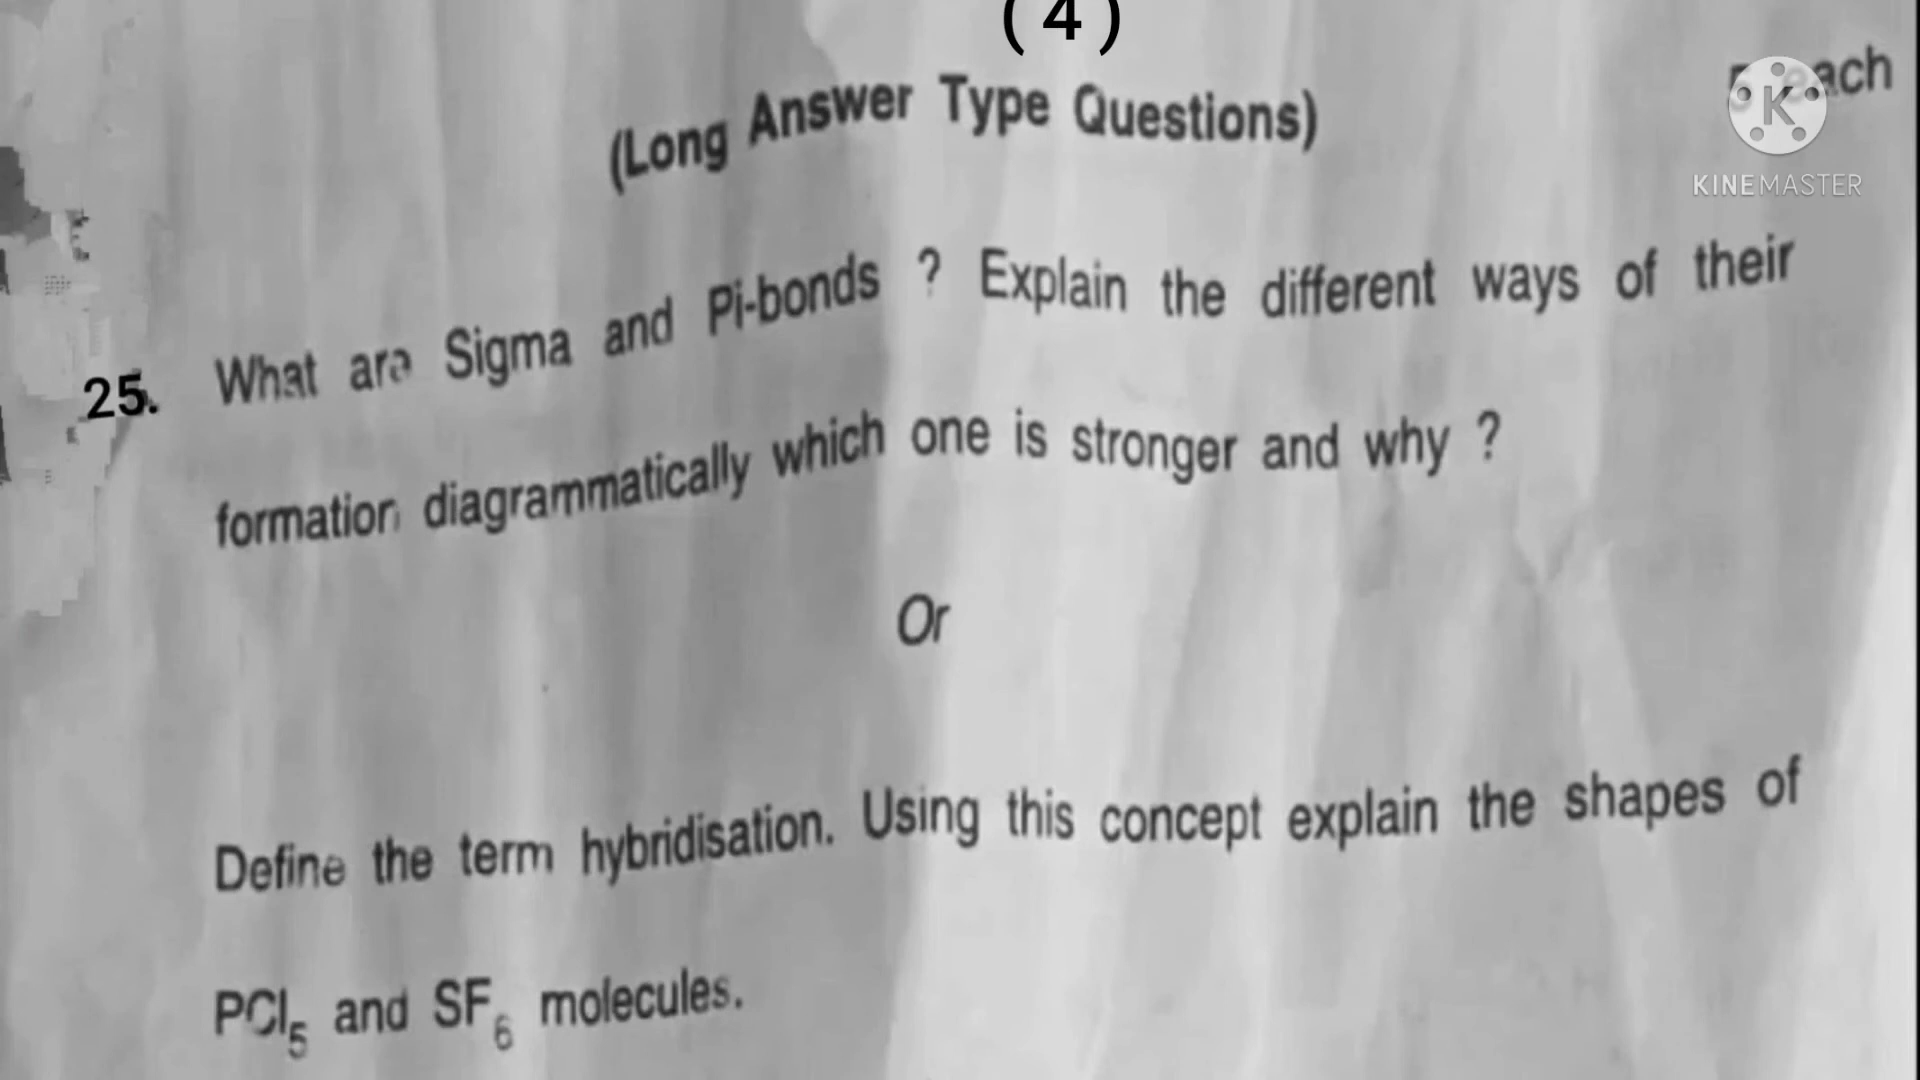 ( 4 )
(Long Answer Type Questions)
each
KINEMASTER
25. What are Sigma and Pi-bonds ? Explain the different ways of their
formation diagrammatically which one is stronger and why ?
Or
Define the term hybridisation. Using this concept explain the shapes of
PCl₅ and SF₆ molecules.